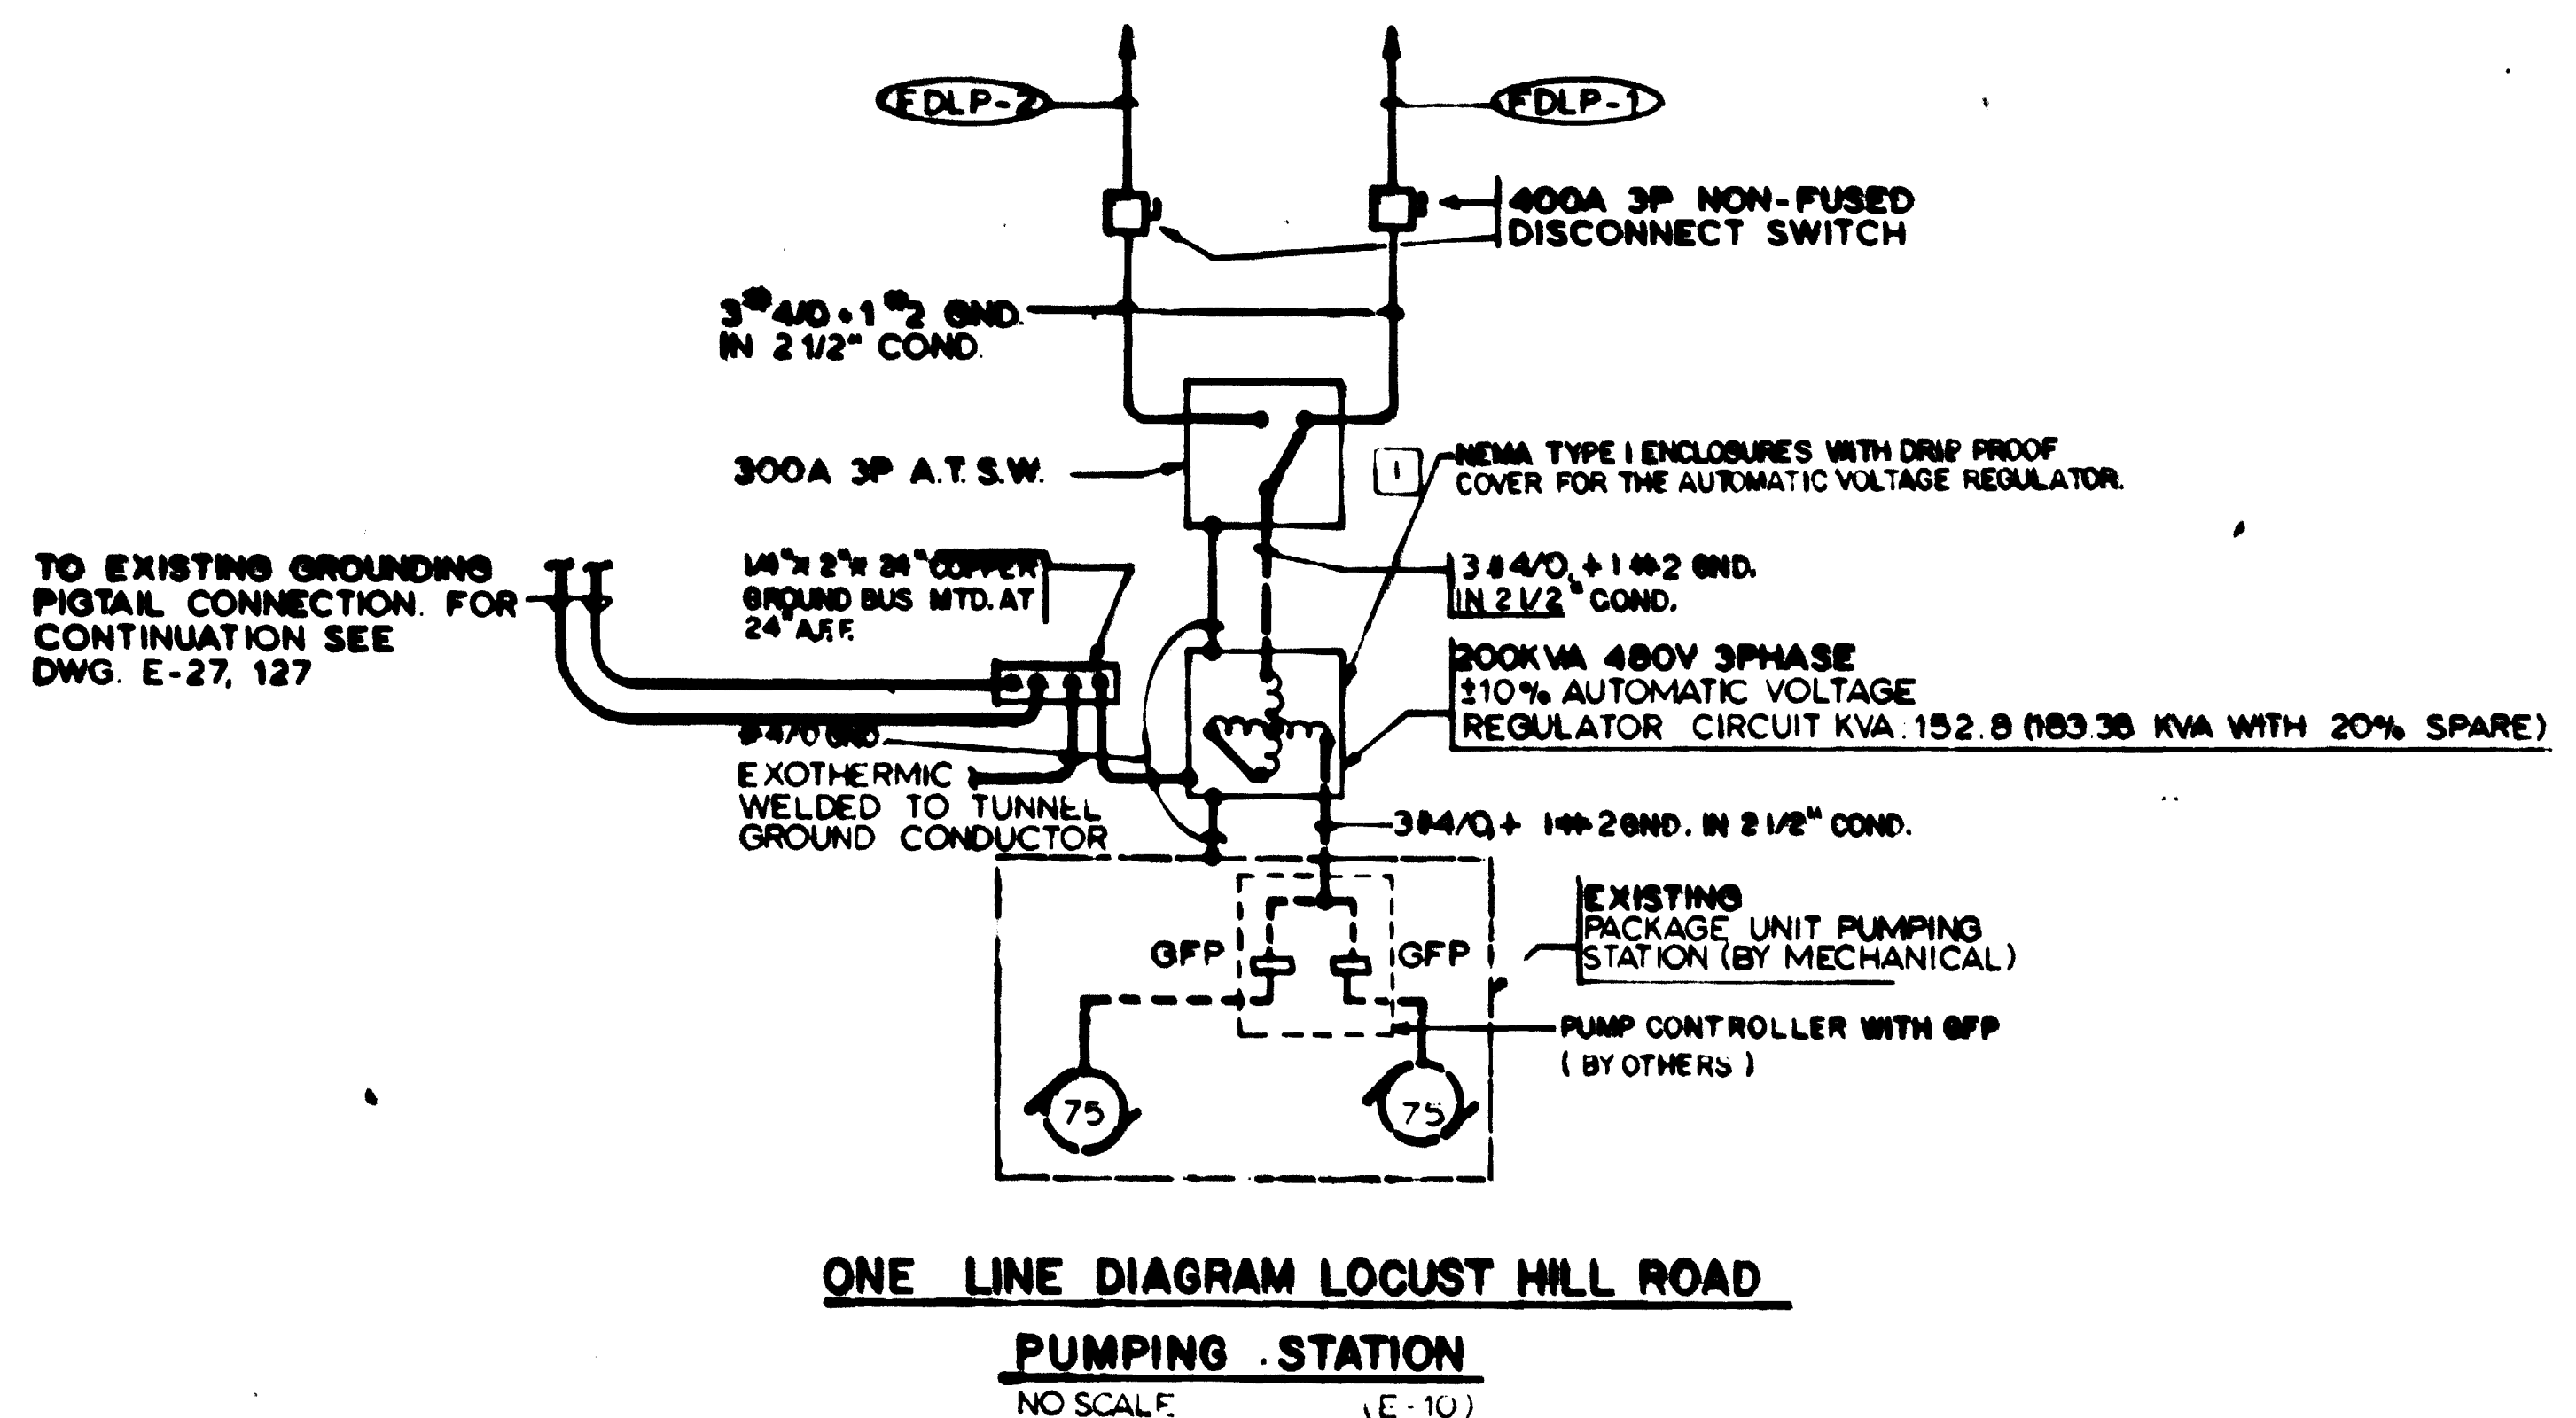 FDLP-2
FDLP-1
400A 3P NON-FUSED
DISCONNECT SWITCH
3#4/0+1#2 GND.
IN 2 1/2" COND.
300A 3P A.T.S.W.
1
NEMA TYPE 1 ENCLOSURES WITH DRIP PROOF
COVER FOR THE AUTOMATIC VOLTAGE REGULATOR.
TO EXISTING GROUNDING
PIGTAIL CONNECTION. FOR
CONTINUATION SEE
DWG. E-27, 127
1/4"X 2"X 24" COPPER
GROUND BUS MTD. AT
24" A.F.F.
3#4/0,+1#2 GND.
IN 2 1/2" COND.
200KVA 480V 3PHASE
±10% AUTOMATIC VOLTAGE
REGULATOR CIRCUIT KVA: 152.8 (183.36 KVA WITH 20% SPARE)
#4/0 GND.
EXOTHERMIC
WELDED TO TUNNEL
GROUND CONDUCTOR
3#4/0,+ 1#2GND. IN 2 1/2" COND.
EXISTING
PACKAGE UNIT PUMPING
STATION (BY MECHANICAL)
GFP
GFP
PUMP CONTROLLER WITH GFP
(BY OTHERS)
75
75
ONE LINE DIAGRAM LOCUST HILL ROAD
PUMPING STATION
NO SCALE (E-10)